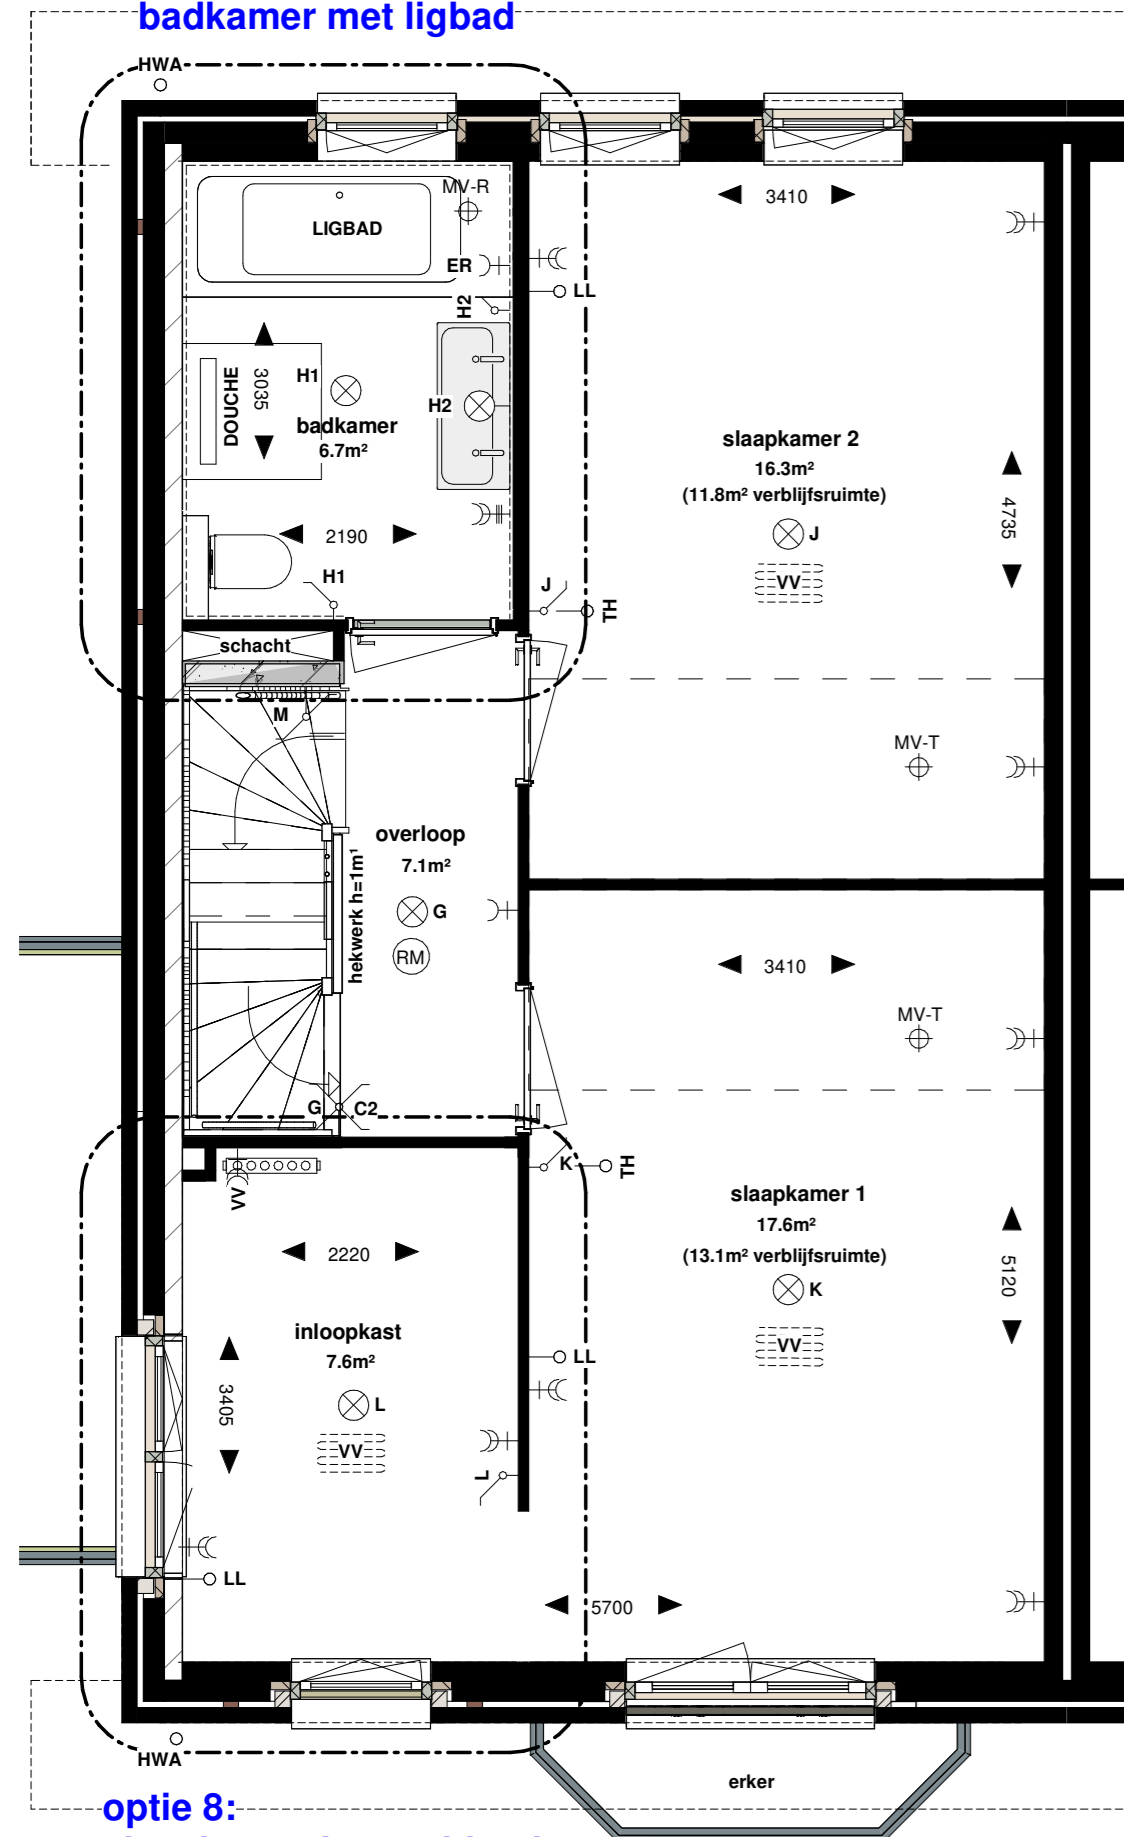 badkamer met ligbad
HWA
MV-R
LIGBAD
ER
LL
H2
3410
DOUCHE
3035
H1
H2
badkamer
6.7m²
2190
H1
slaapkamer 2
16.3m²
(11.8m² verblijfsruimte)
J
VV
4735
J
TH
schacht
M
MV-T
overloop
7.1m²
hekwerk h=1m¹
G
RM
3410
MV-T
G
C2
K
TH
VV
2220
slaapkamer 1
17.6m²
(13.1m² verblijfsruimte)
K
VV
5120
inloopkast
7.6m²
L
VV
3405
LL
L
LL
5700
HWA
erker
optie 8: